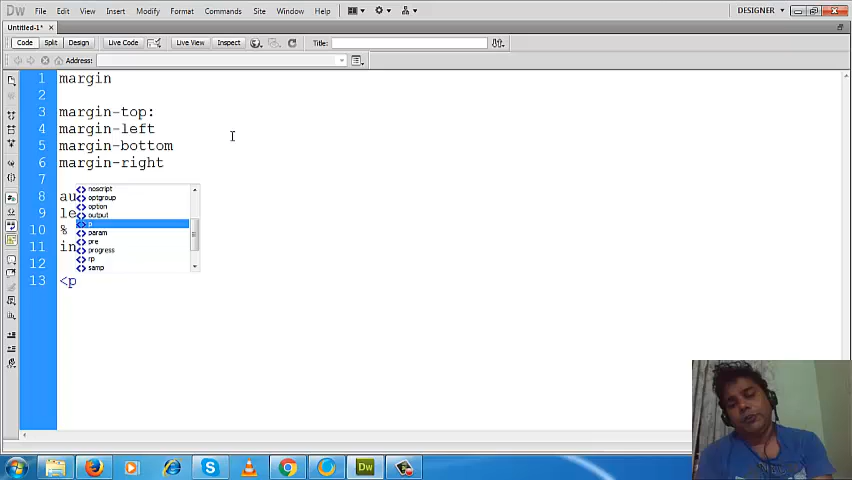 Dw
File Edit View Insert Modify Format Commands Site Window Help
DESIGNER
Untitled-1*
Code Split Design Live Code Live View Inspect Title:
Address:
1 margin
2
3 margin-top:
4 margin-left
5 margin-bottom
6 margin-right
7
8 au
9 le
10 %
11 in
12
13 <p
noscript
optgroup
option
output
p
param
pre
progress
rp
samp
Dw